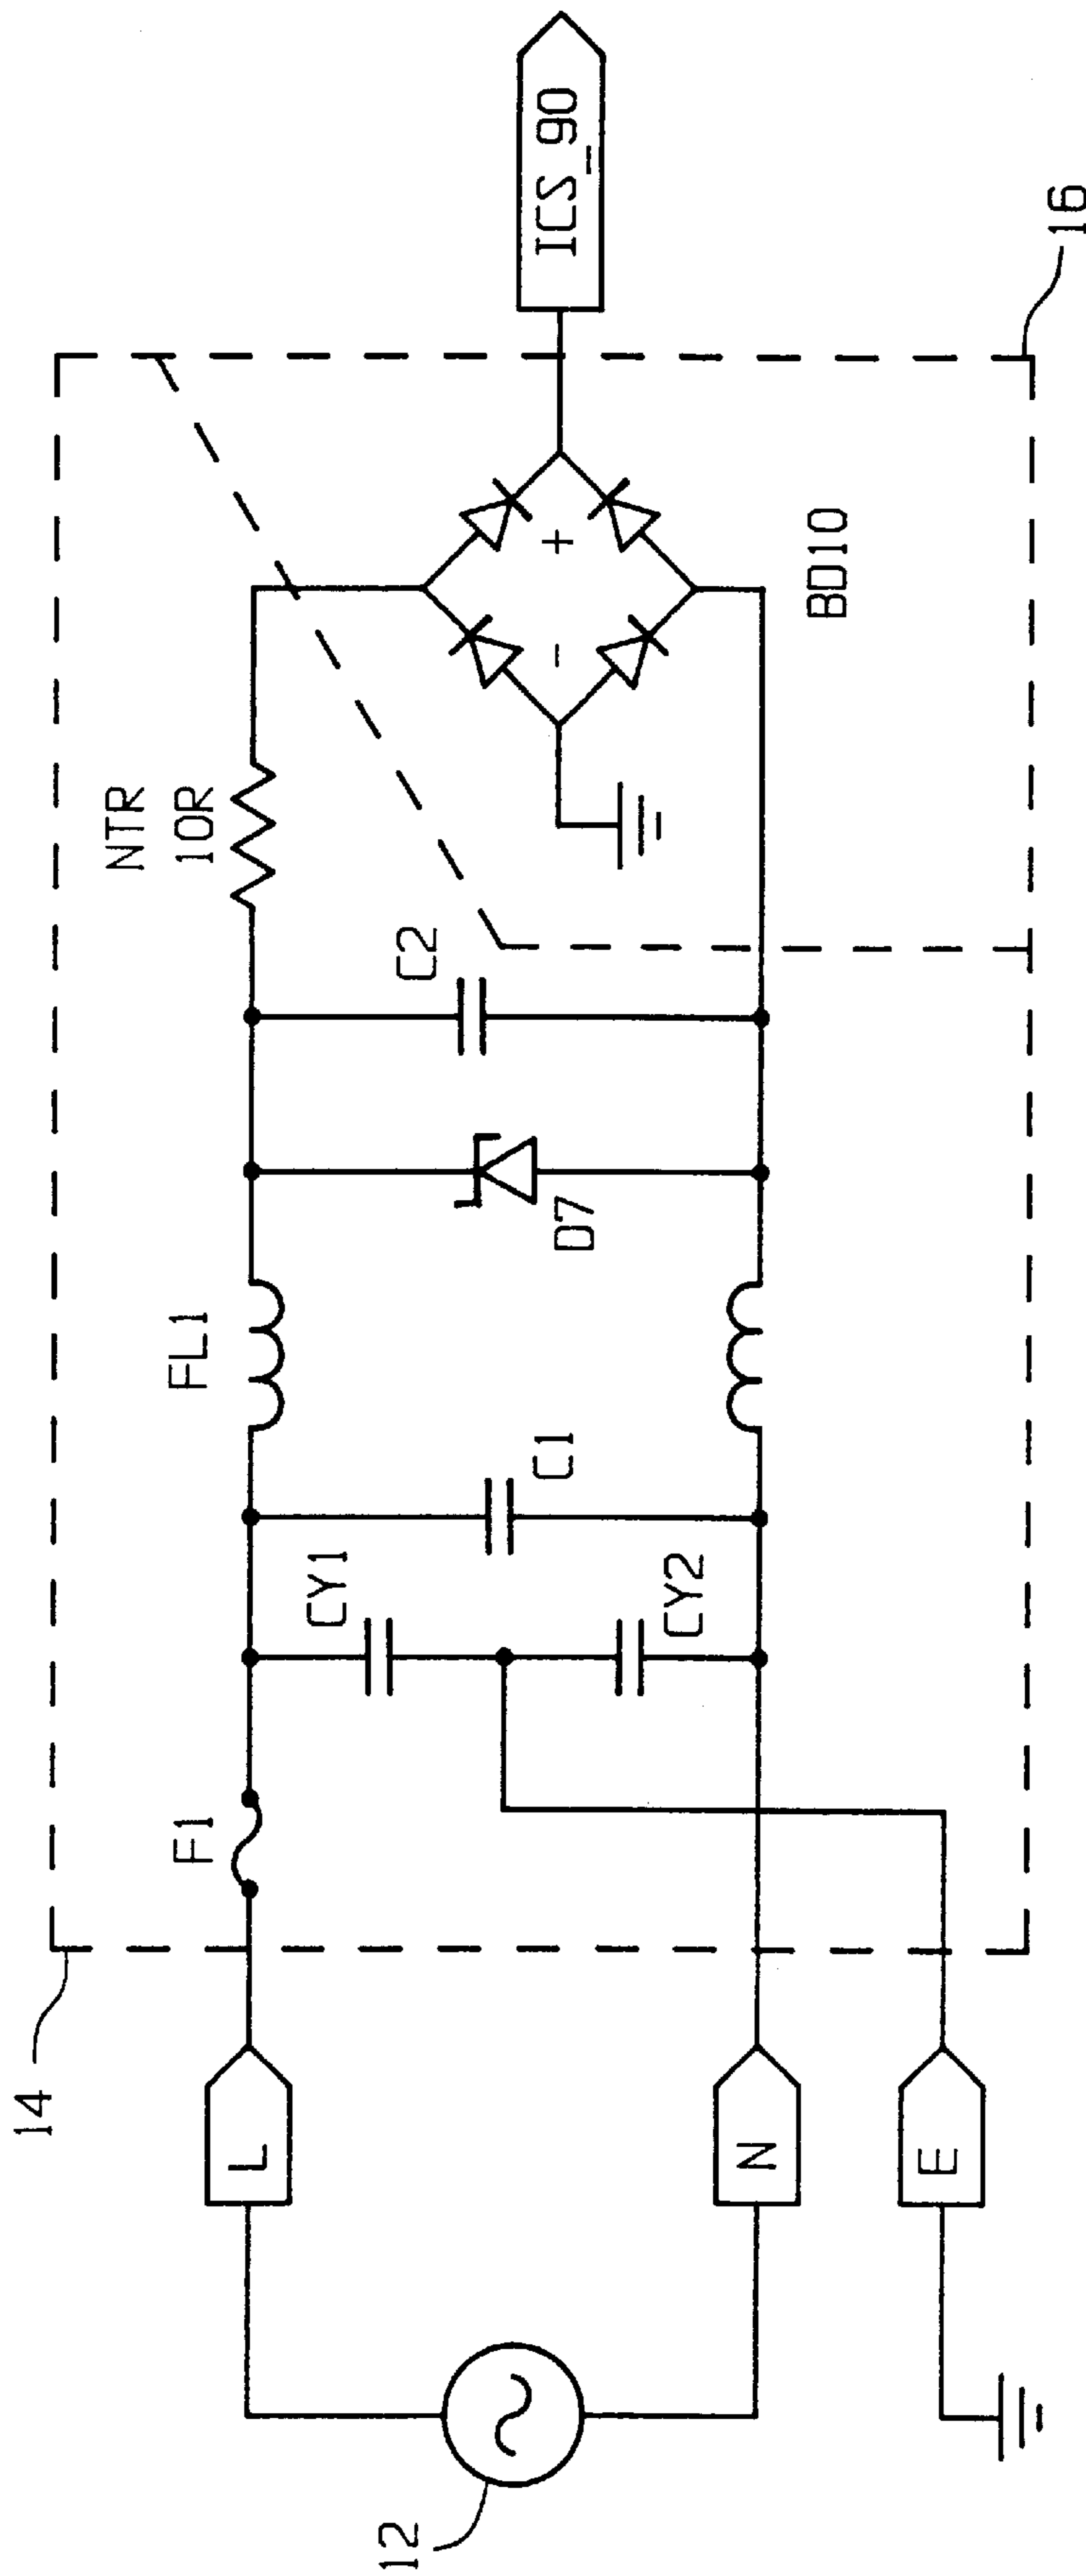 14
12
L
N
E
F1
CY1
CY2
C1
FL1
D7
C2
NTR
10R
-
+
BD10
ICS_90
16